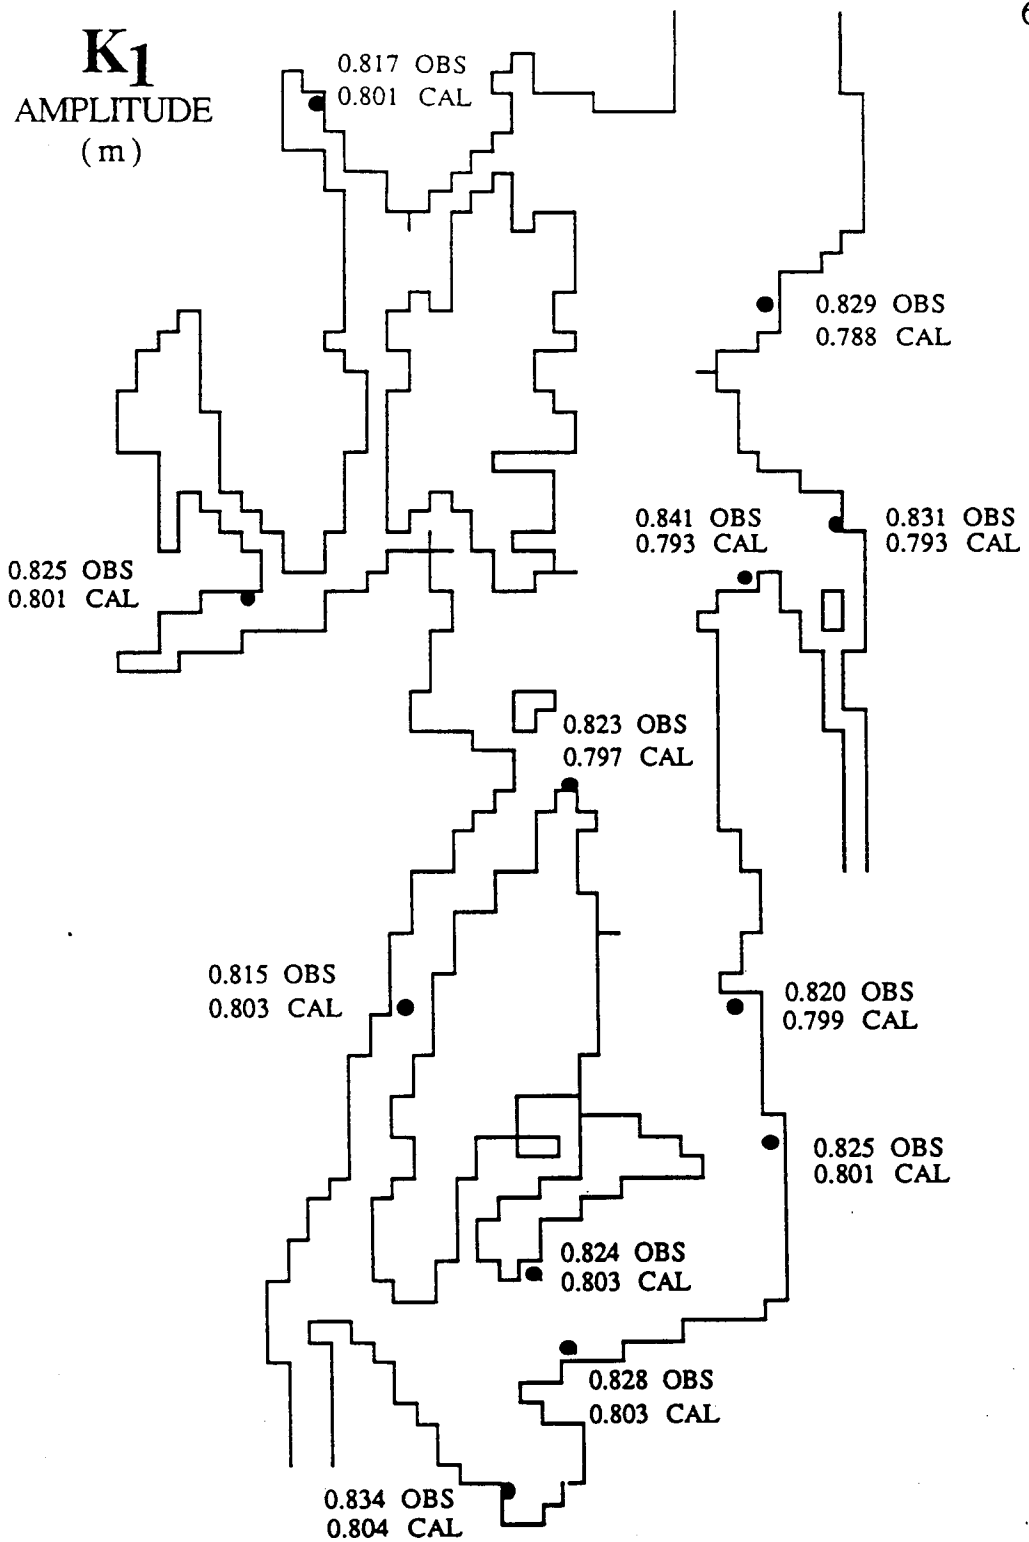 6
K1
AMPLITUDE
(m)
0.817 OBS
0.801 CAL
0.829 OBS
0.788 CAL
0.841 OBS
0.793 CAL
0.831 OBS
0.793 CAL
0.825 OBS
0.801 CAL
0.823 OBS
0.797 CAL
0.815 OBS
0.803 CAL
0.820 OBS
0.799 CAL
0.825 OBS
0.801 CAL
0.824 OBS
0.803 CAL
0.828 OBS
0.803 CAL
0.834 OBS
0.804 CAL